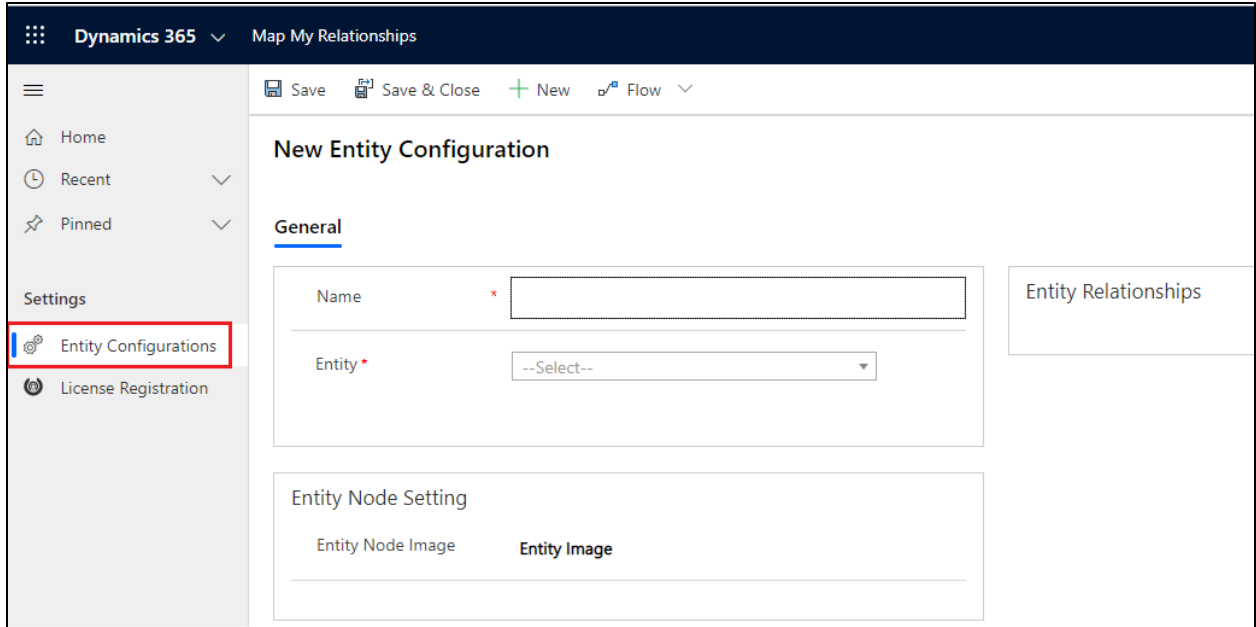 Dynamics 365 Map My Relationships
Save Save & Close New Flow
Home
Recent
Pinned
Settings
Entity Configurations
License Registration
New Entity Configuration
General
Name *
Entity * --Select--
Entity Relationships
Entity Node Setting
Entity Node Image Entity Image